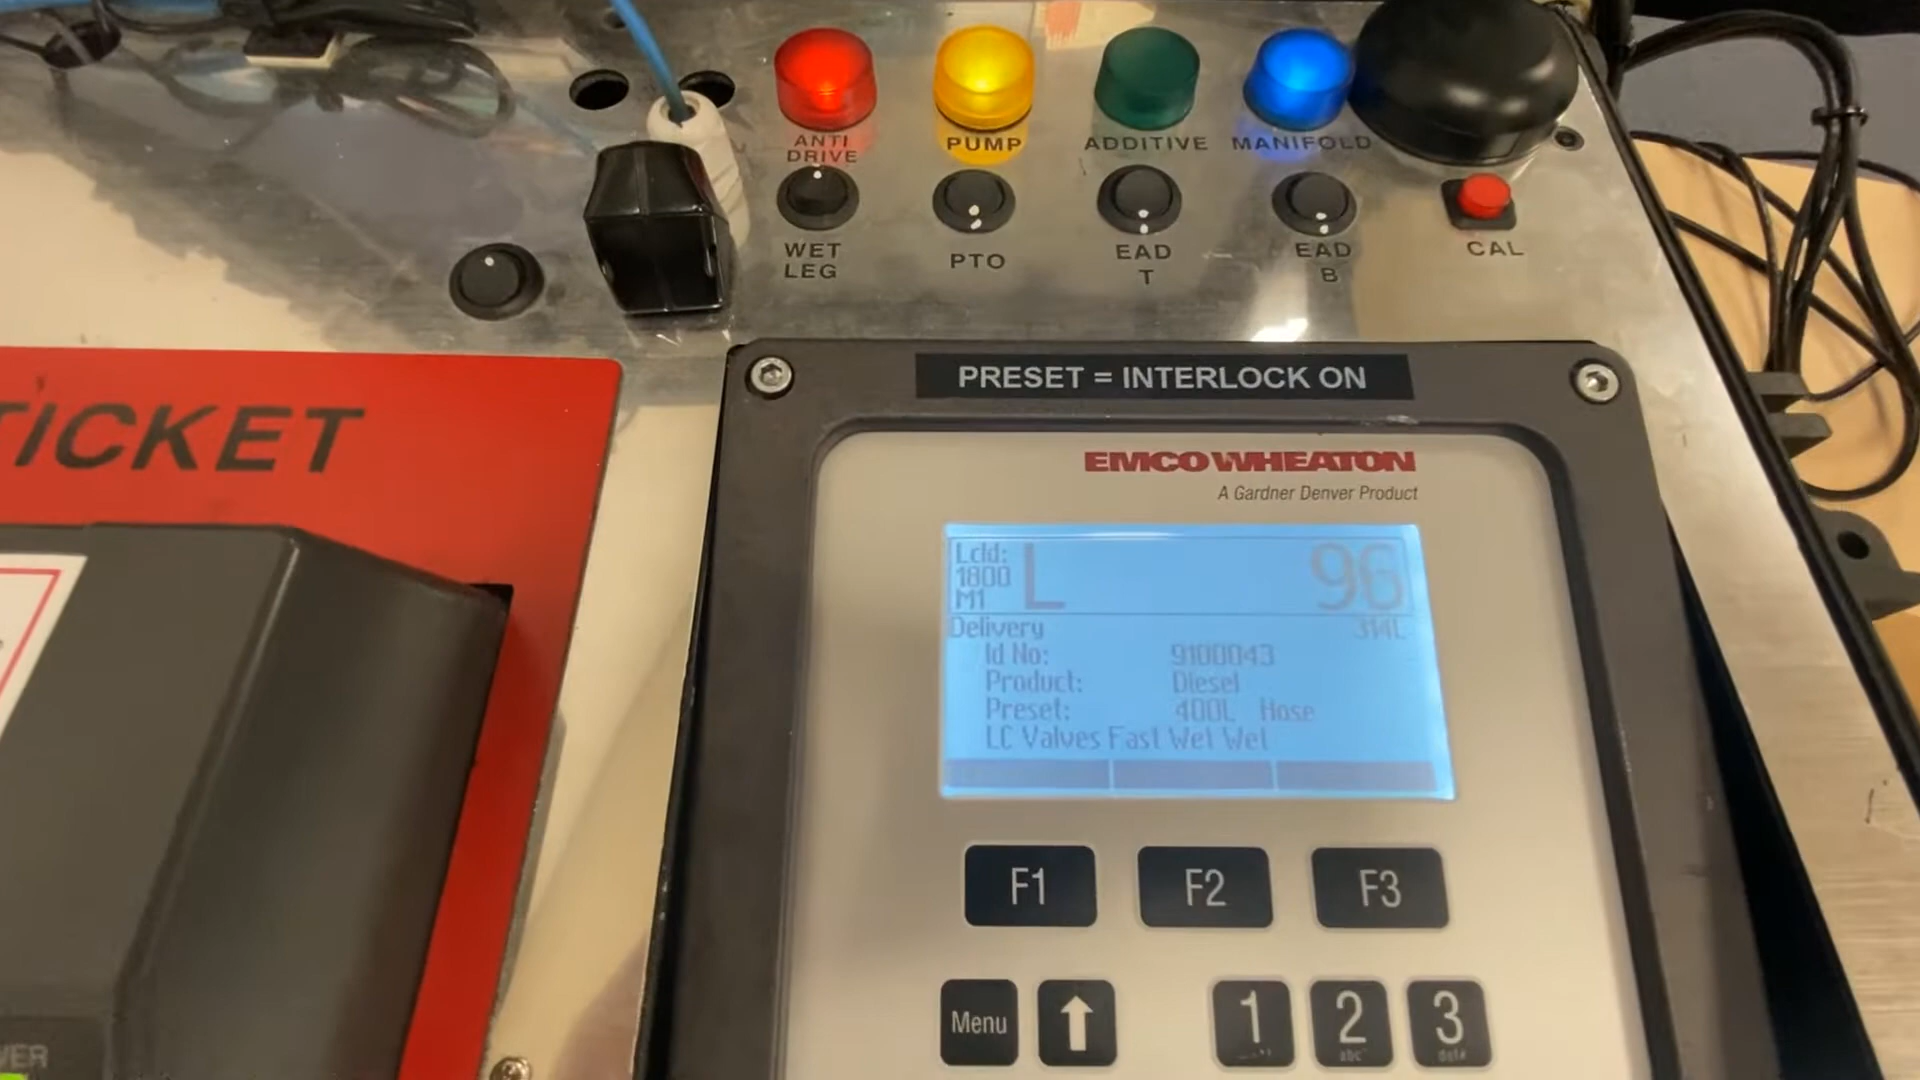 ANTI
DRIVE
PUMP
ADDITIVE
MANIFOLD
WET
LEG
PTO
EAD
T
EAD
B
CAL
TICKET
PRESET = INTERLOCK ON
EMCO WHEATON
A Gardner Denver Product
Lcld:
1800
M1
L 96
Delivery 314L
Id No: 9100043
Product: Diesel
Preset: 400L Hose
LC Valves Fast Wet Wet
F1 F2 F3
Menu 1 2 3
abc